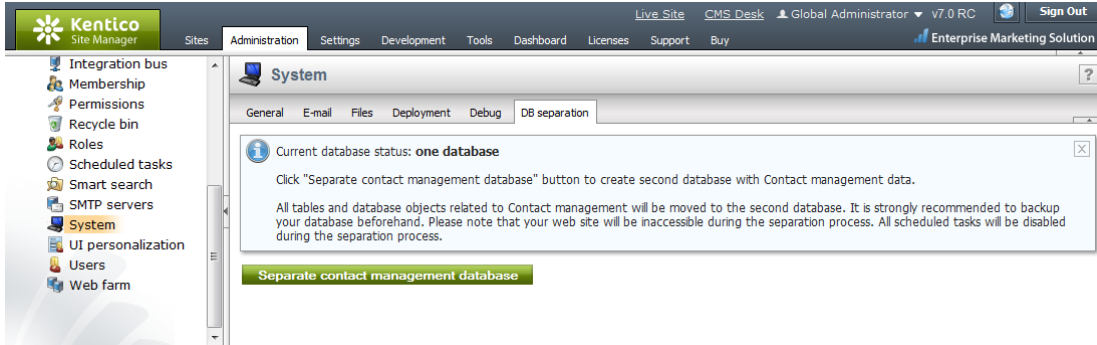 Live Site CMS Desk Global Administrator v7.0 RC Sign Out
Kentico
Site Manager
Sites Administration Settings Development Tools Dashboard Licenses Support Buy
Enterprise Marketing Solution
Integration bus
Membership
Permissions
Recycle bin
Roles
Scheduled tasks
Smart search
SMTP servers
System
UI personalization
Users
Web farm
System
?
General E-mail Files Deployment Debug DB separation
Current database status: one database
Click "Separate contact management database" button to create second database with Contact management data.
All tables and database objects related to Contact management will be moved to the second database. It is strongly recommended to backup
your database beforehand. Please note that your web site will be inaccessible during the separation process. All scheduled tasks will be disabled
during the separation process.
Separate contact management database